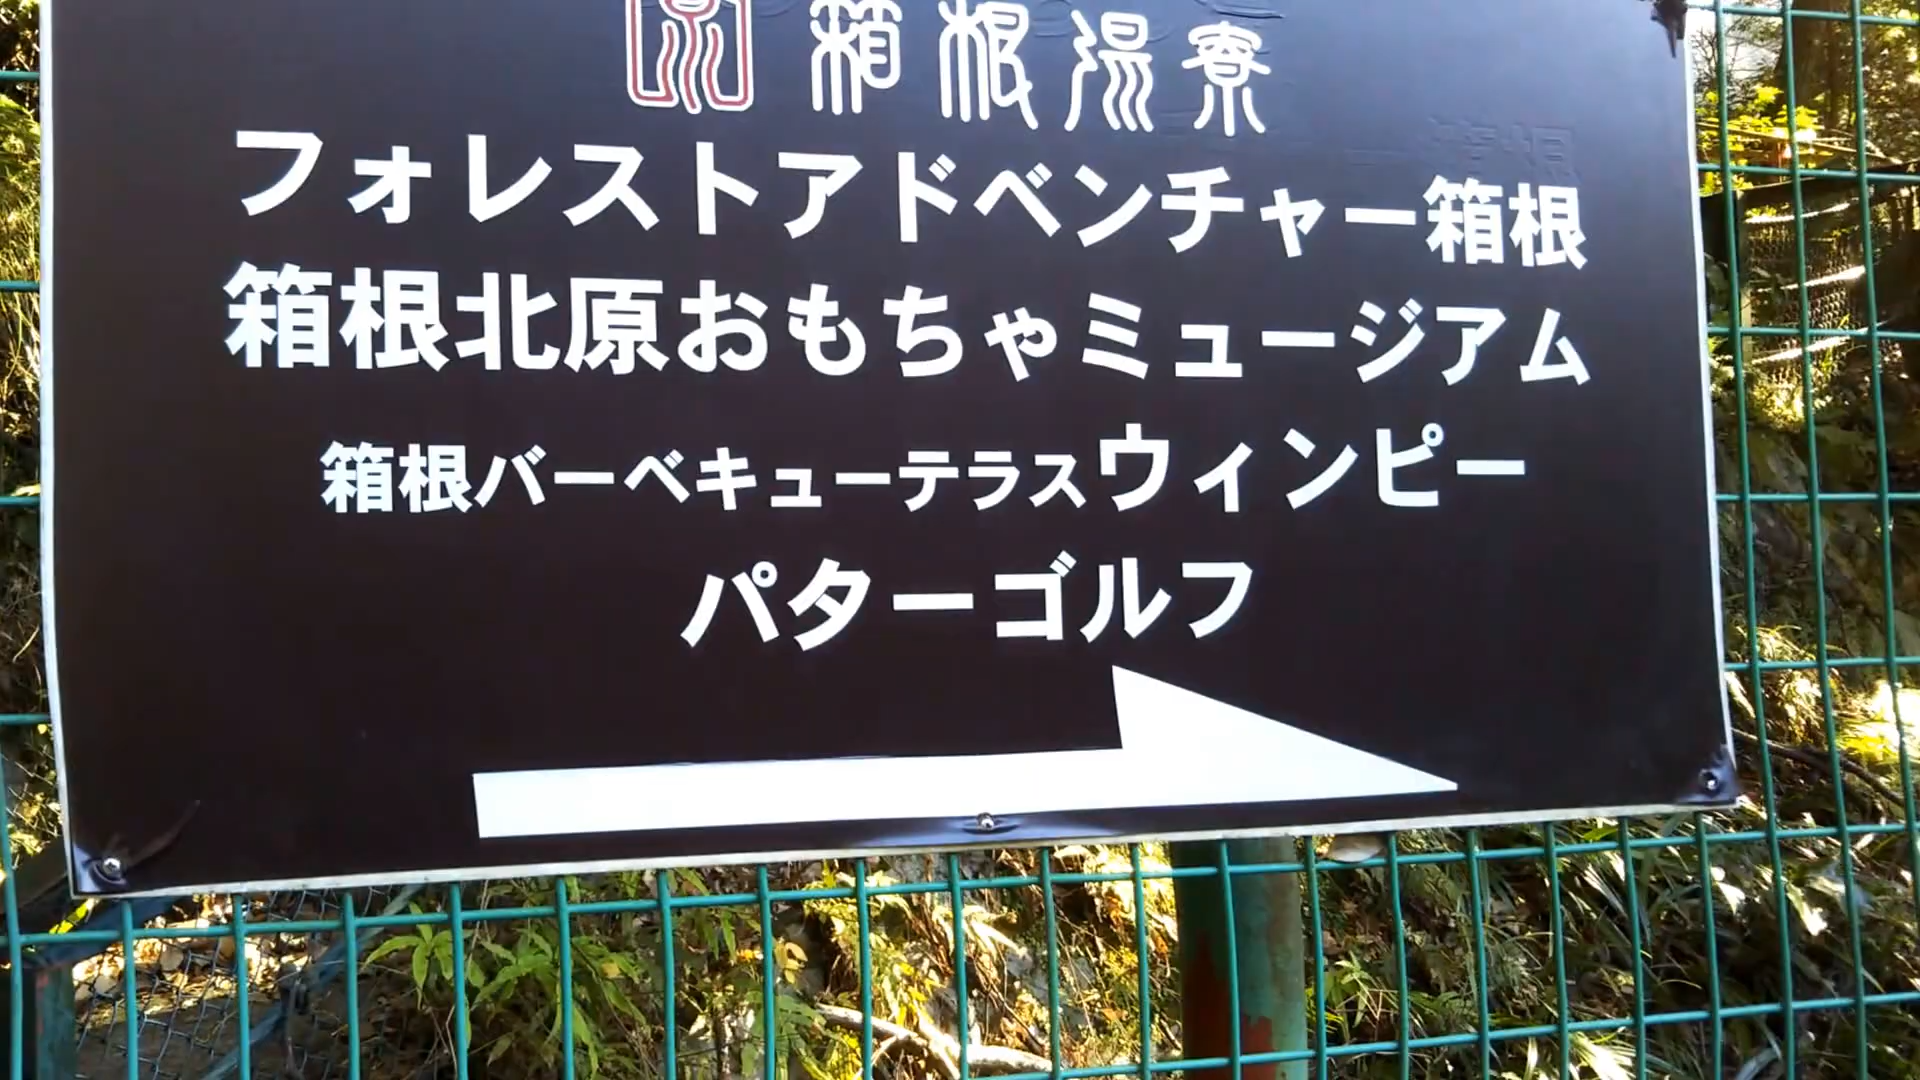 箱根湯寮
フォレストアドベンチャー箱根
箱根北原おもちゃミュージアム
箱根バーベキューテラスウィンピー
パターゴルフ